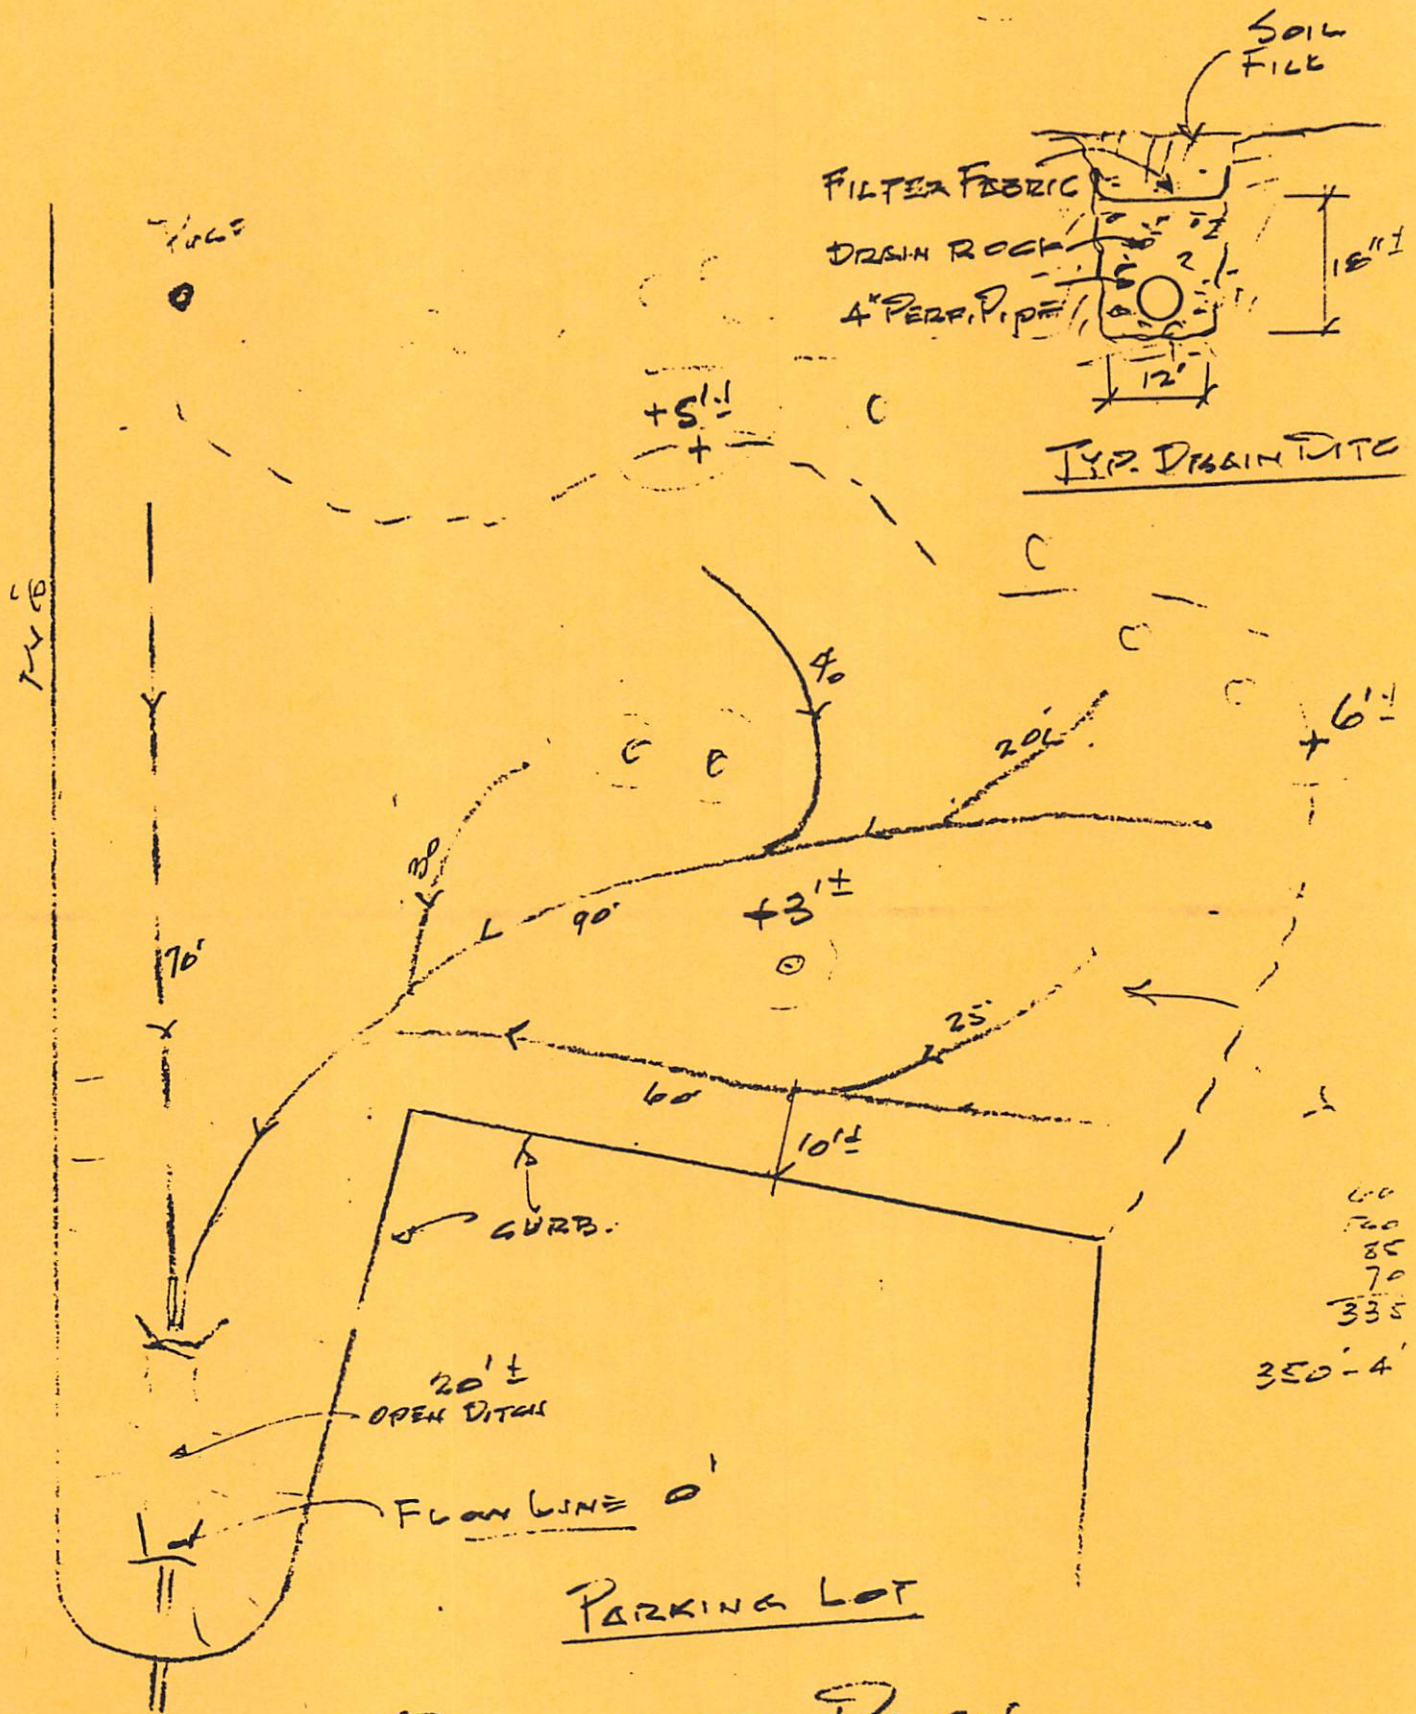 SOIL
FILL
FILTER FABRIC
DRAIN ROCK
4" PERF. PIPE
18"±
12"
TYP. DRAIN DITC
+5'±
C
C
C
C
6'±
40
20'
C
C
30
90'
+3'±
70'
25'
60'
10'±
CURB.
85
70
335
350'-4'
20'±
OPEN DITCH
FLOW LINE 0'
PARKING LOT